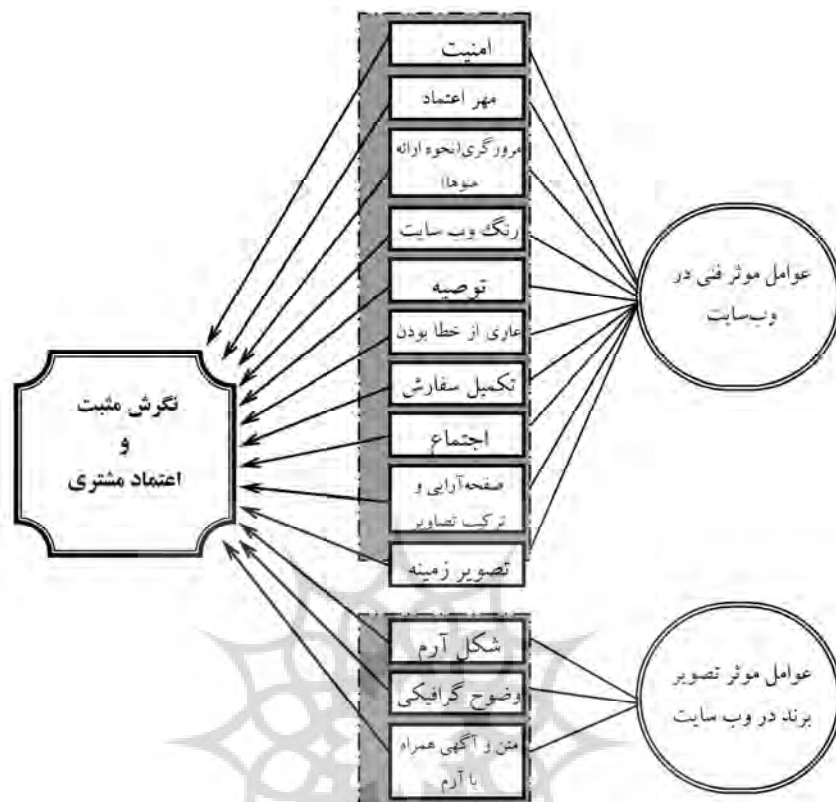 امنیت
مهر اعتماد
مرورگری(نحوه ارائه
منوها)
رنگ وب سایت
توصیه
عاری از خطا بودن
تکمیل سفارش
اجتماع
صفحه‌آرایی و
ترکیب تصاویر
تصویر زمینه
شکل آرم
وضوح گرافیکی
متن و آگهی همراه
با آرم
عوامل موثر فنی در
وب‌سایت
عوامل موثر تصویر
برند در وب سایت
نگرش مثبت
و
اعتماد مشتری